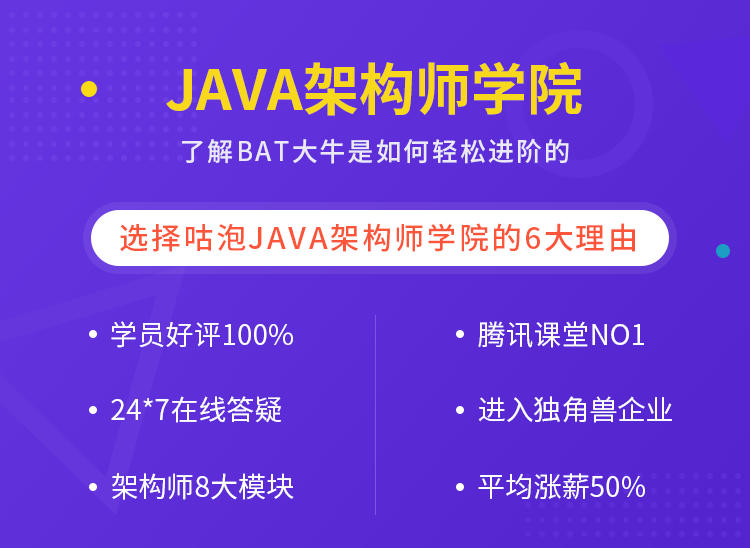 JAVA架构师学院
了解BAT大牛是如何轻松进阶的
选择咕泡JAVA架构师学院的6大理由
学员好评100%
24*7在线答疑
架构师8大模块
腾讯课堂NO1
进入独角兽企业
平均涨薪50%